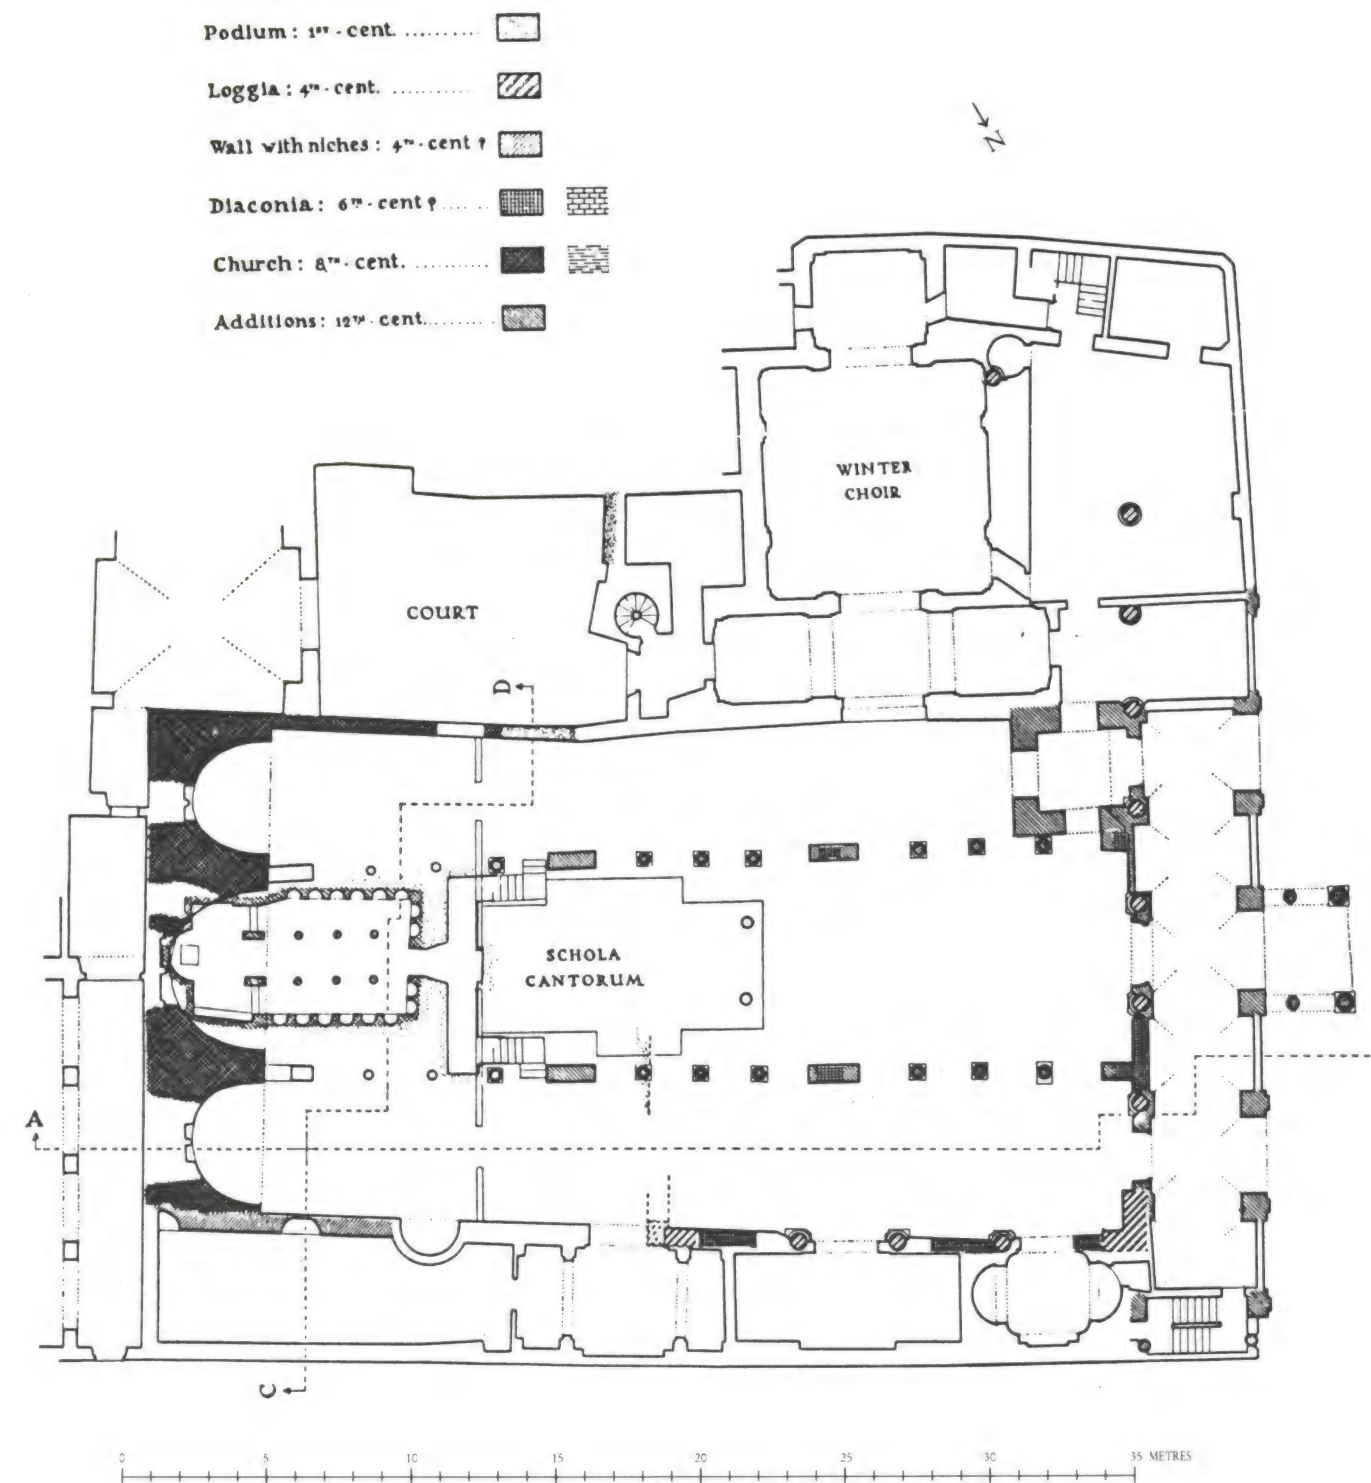 Podium: 1ST-cent. ..........
Loggia: 4TH-cent. ..........
Wall with niches: 4TH-cent ?
Diaconia: 6TH-cent ? ......
Church: 8TH-cent. ..........
Additions: 12TH-cent. ..........
N
WINTER
CHOIR
COURT
D
SCHOLA
CANTORUM
A
C
0 5 10 15 20 25 30 35 METRES